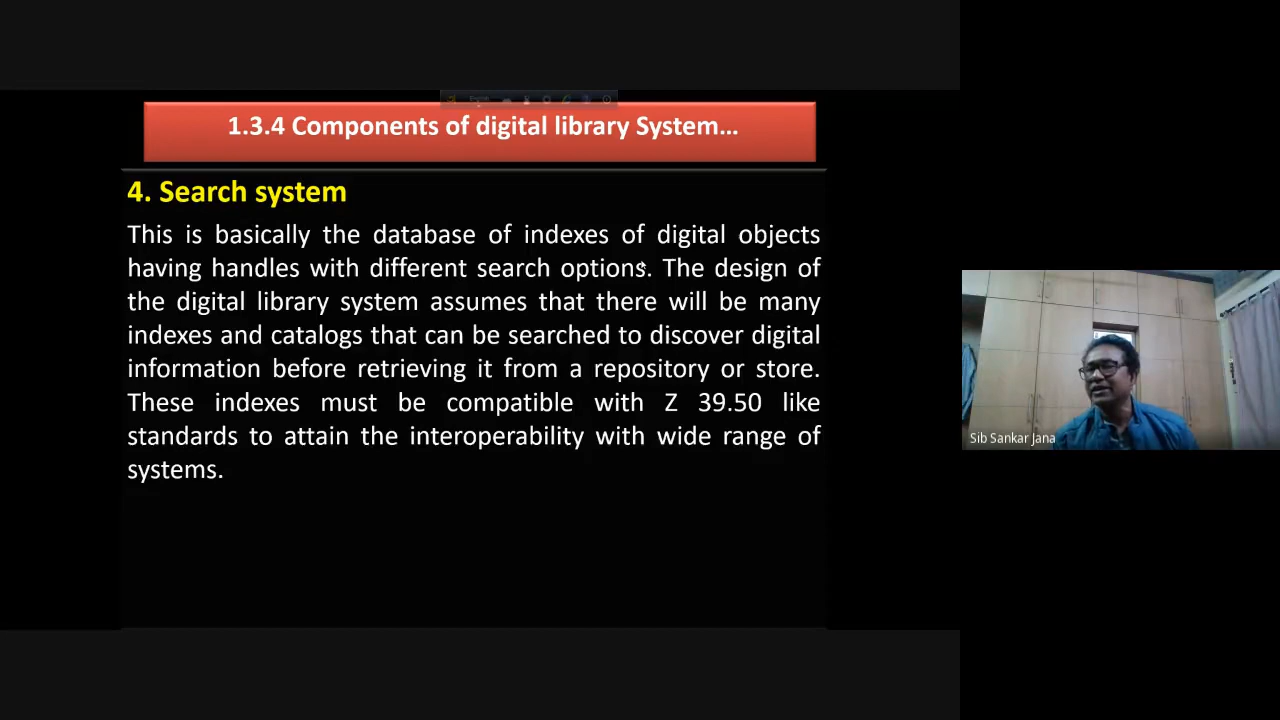 1.3.4 Components of digital library System...
4. Search system
This is basically the database of indexes of digital objects
having handles with different search options. The design of
the digital library system assumes that there will be many
indexes and catalogs that can be searched to discover digital
information before retrieving it from a repository or store.
These indexes must be compatible with Z 39.50 like
standards to attain the interoperability with wide range of
systems.
Sib Sankar Jana